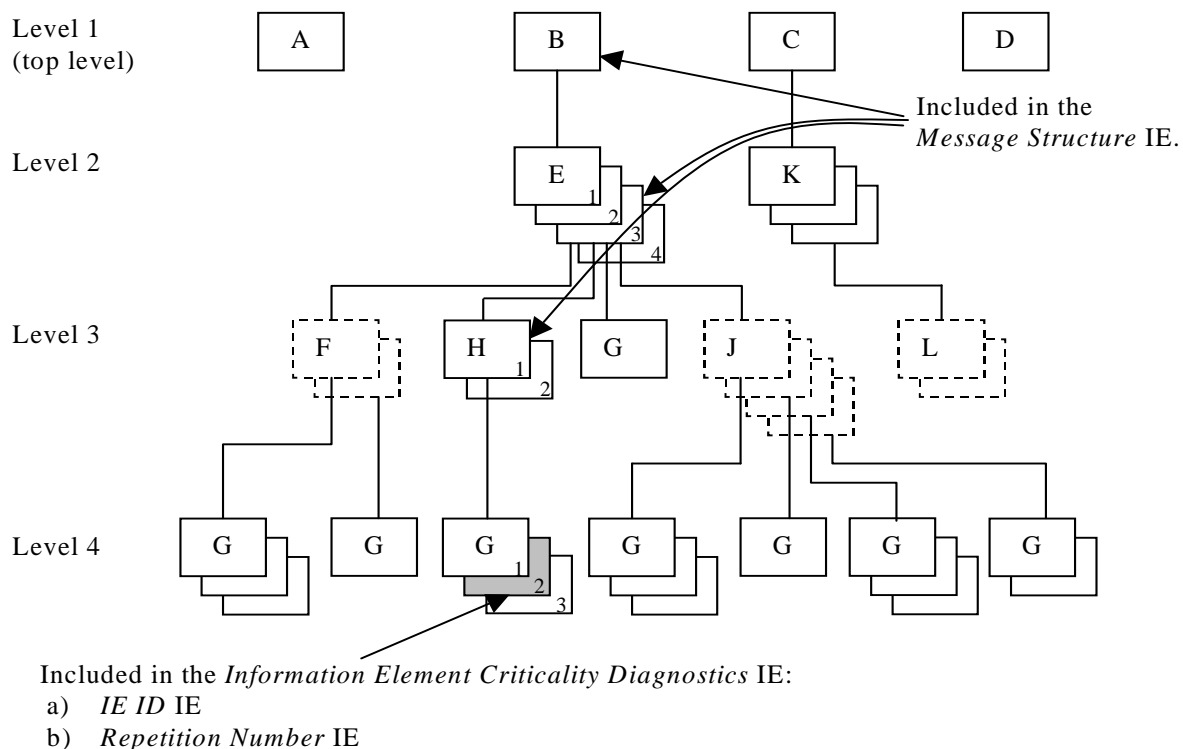 Level 1
(top level)
A
B
C
D
Included in the
Message Structure IE.
Level 2
E
1
2
3
4
K
Level 3
F
H
1
2
G
J
L
Level 4
G
G
G
1
2
3
G
G
G
G
Included in the Information Element Criticality Diagnostics IE:
a) IE ID IE
b) Repetition Number IE